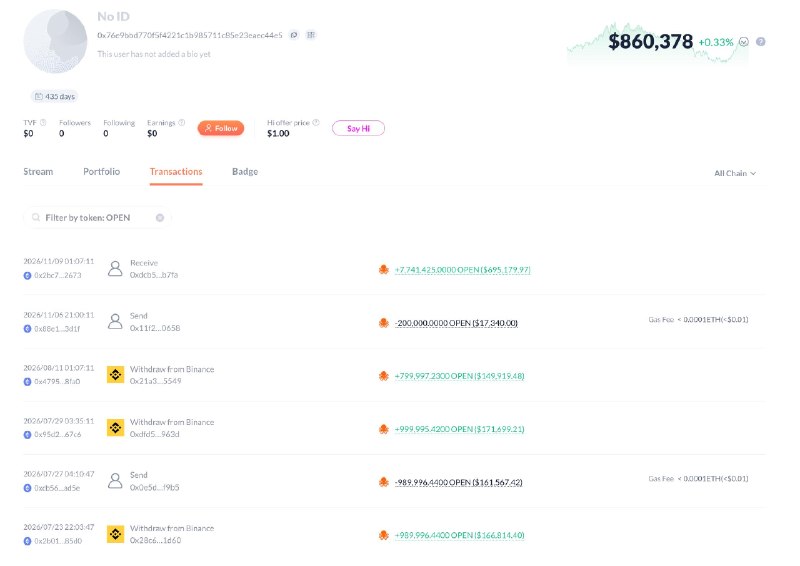 No ID
0x76c9bbd770f5f4221c1b985711c85e23eaec44e5
This user has not added a bio yet
$860,378 +0.33%
435 days
TVF Followers Following Earnings Hi offer price
$0 0 0 $0 Follow $1.00 Say Hi
Stream Portfolio Transactions Badge All Chain
Filter by token: OPEN
2026/11/09 01:07:11 Receive
0x2bc7...2673 0xdcb5...b7fa +7,741,425.0000 OPEN ($695,179.97)
2026/11/06 21:00:11 Send
0x88e1...3d1f 0x11f2...0658 -200,000.0000 OPEN ($17,340.00) Gas Fee < 0.0001ETH(<$0.01)
2026/08/11 01:07:11 Withdraw from Binance
0x4795...8fa0 0x21a3...5549 +799,997.2300 OPEN ($149,919.48)
2026/07/29 03:35:11 Withdraw from Binance
0x95d2...67c6 0xdfd5...963d +999,995.4200 OPEN ($171,699.21)
2026/07/27 04:10:47 Send
0xdb56...ad5e 0x0e5d...f9b5 -989,996.4400 OPEN ($161,567.42) Gas Fee < 0.0001ETH(<$0.01)
2026/07/23 22:03:47 Withdraw from Binance
0x2b01...85d0 0x28c6...1d60 +989,996.4400 OPEN ($166,814.40)